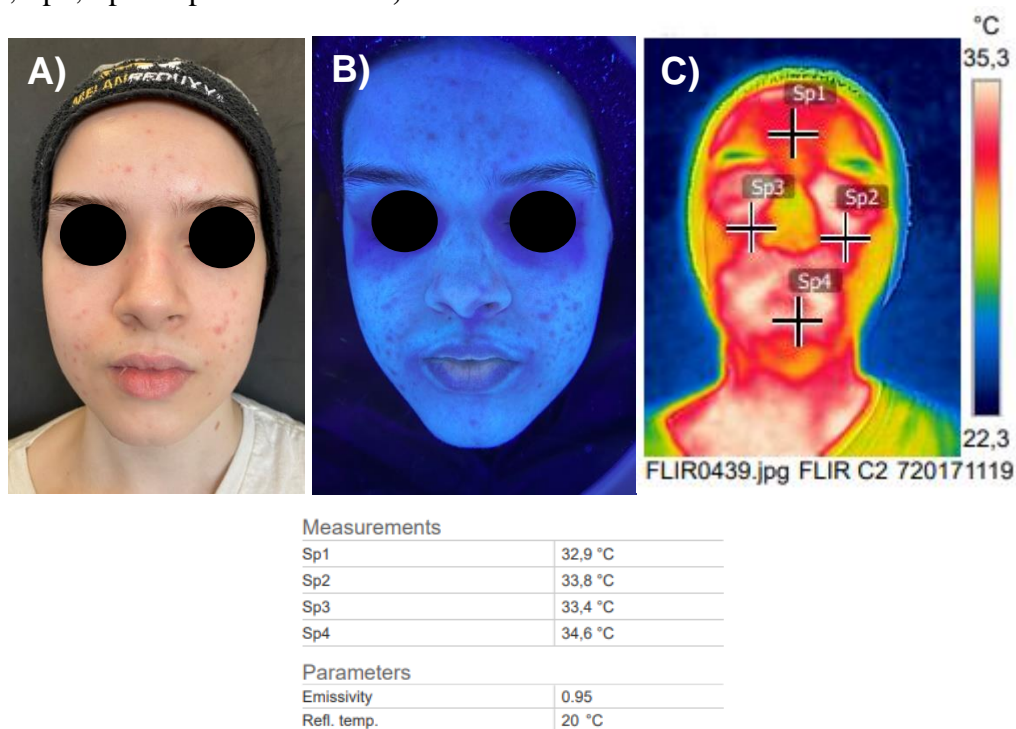 A)
MELANREDUXY
B)
C)
°C
35,3
Sp1
Sp3
Sp2
Sp4
22,3
FLIR0439.jpg FLIR C2 720171119
Measurements
Sp1 32,9 °C
Sp2 33,8 °C
Sp3 33,4 °C
Sp4 34,6 °C
Parameters
Emissivity 0.95
Refl. temp. 20 °C